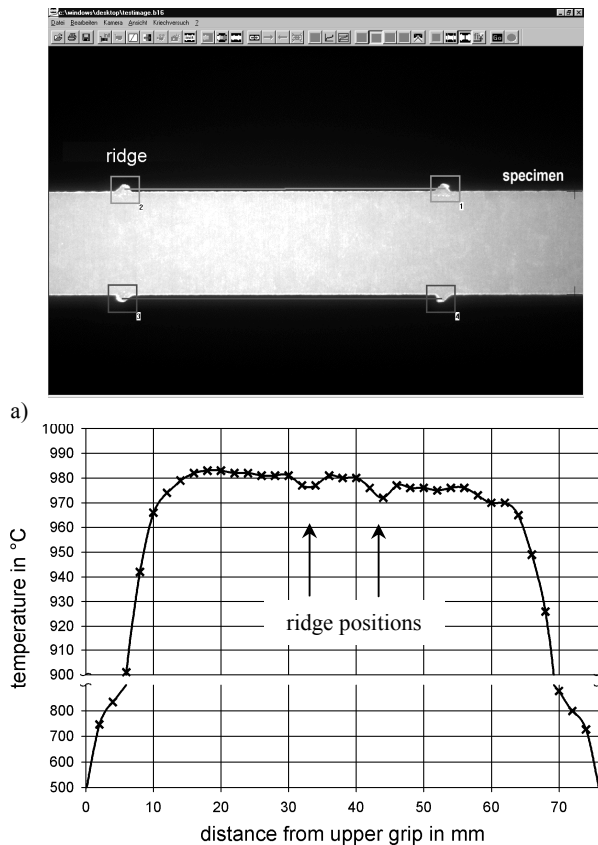 c:\windows\desktop\testimage.b16
Datei Bearbeiten Kamera Ansicht Kriechversuch ?
Go
ridge
specimen
2
1
3
4
a)
1000
990
980
970
960
950
940
930
920
910
900
800
700
600
500
temperature in °C
ridge positions
0 10 20 30 40 50 60 70
distance from upper grip in mm